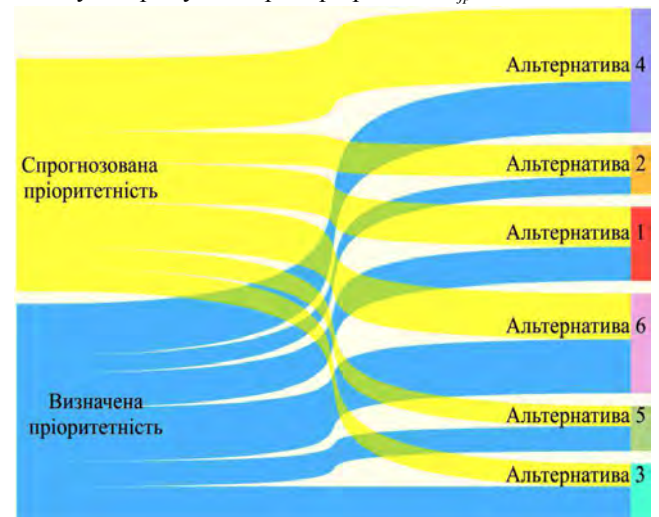 Альтернатива 4
Спрогнозована
пріоритетність
Альтернатива 2
Альтернатива 1
Альтернатива 6
Визначена
пріоритетність
Альтернатива 5
Альтернатива 3